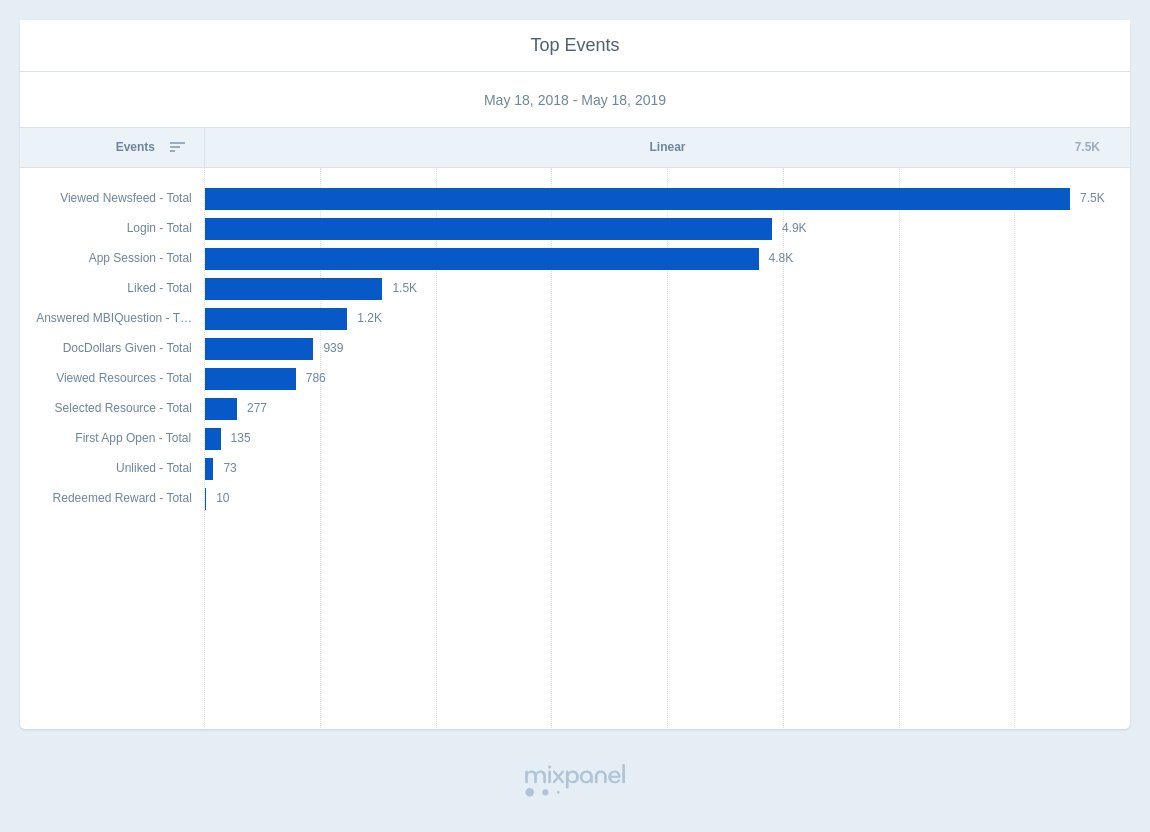 Top Events
May 18, 2018 - May 18, 2019
Events Linear 7.5K
Viewed Newsfeed - Total 7.5K
Login - Total 4.9K
App Session - Total 4.8K
Liked - Total 1.5K
Answered MBIQuestion - T… 1.2K
DocDollars Given - Total 939
Viewed Resources - Total 786
Selected Resource - Total 277
First App Open - Total 135
Unliked - Total 73
Redeemed Reward - Total 10
mixpanel